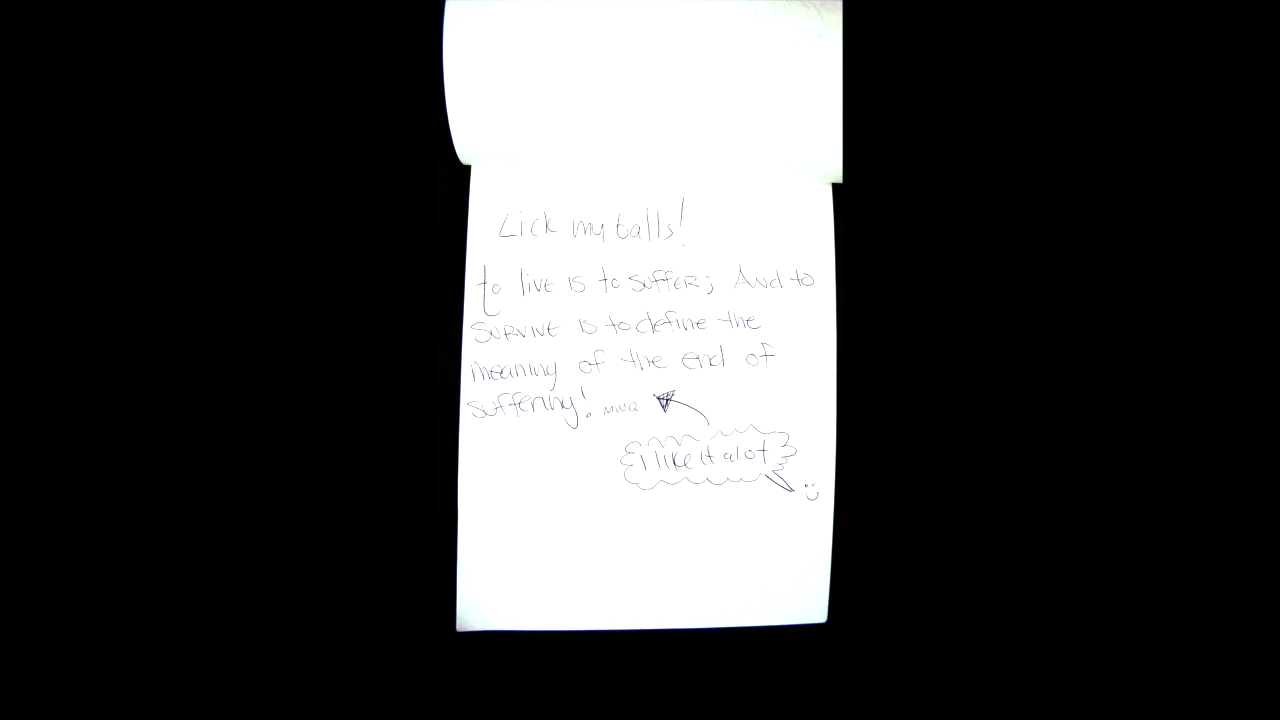 Lick my balls!
to live is to suffer; And to
survive is to define the
meaning of the end of
suffering! MWQ
i like it alot